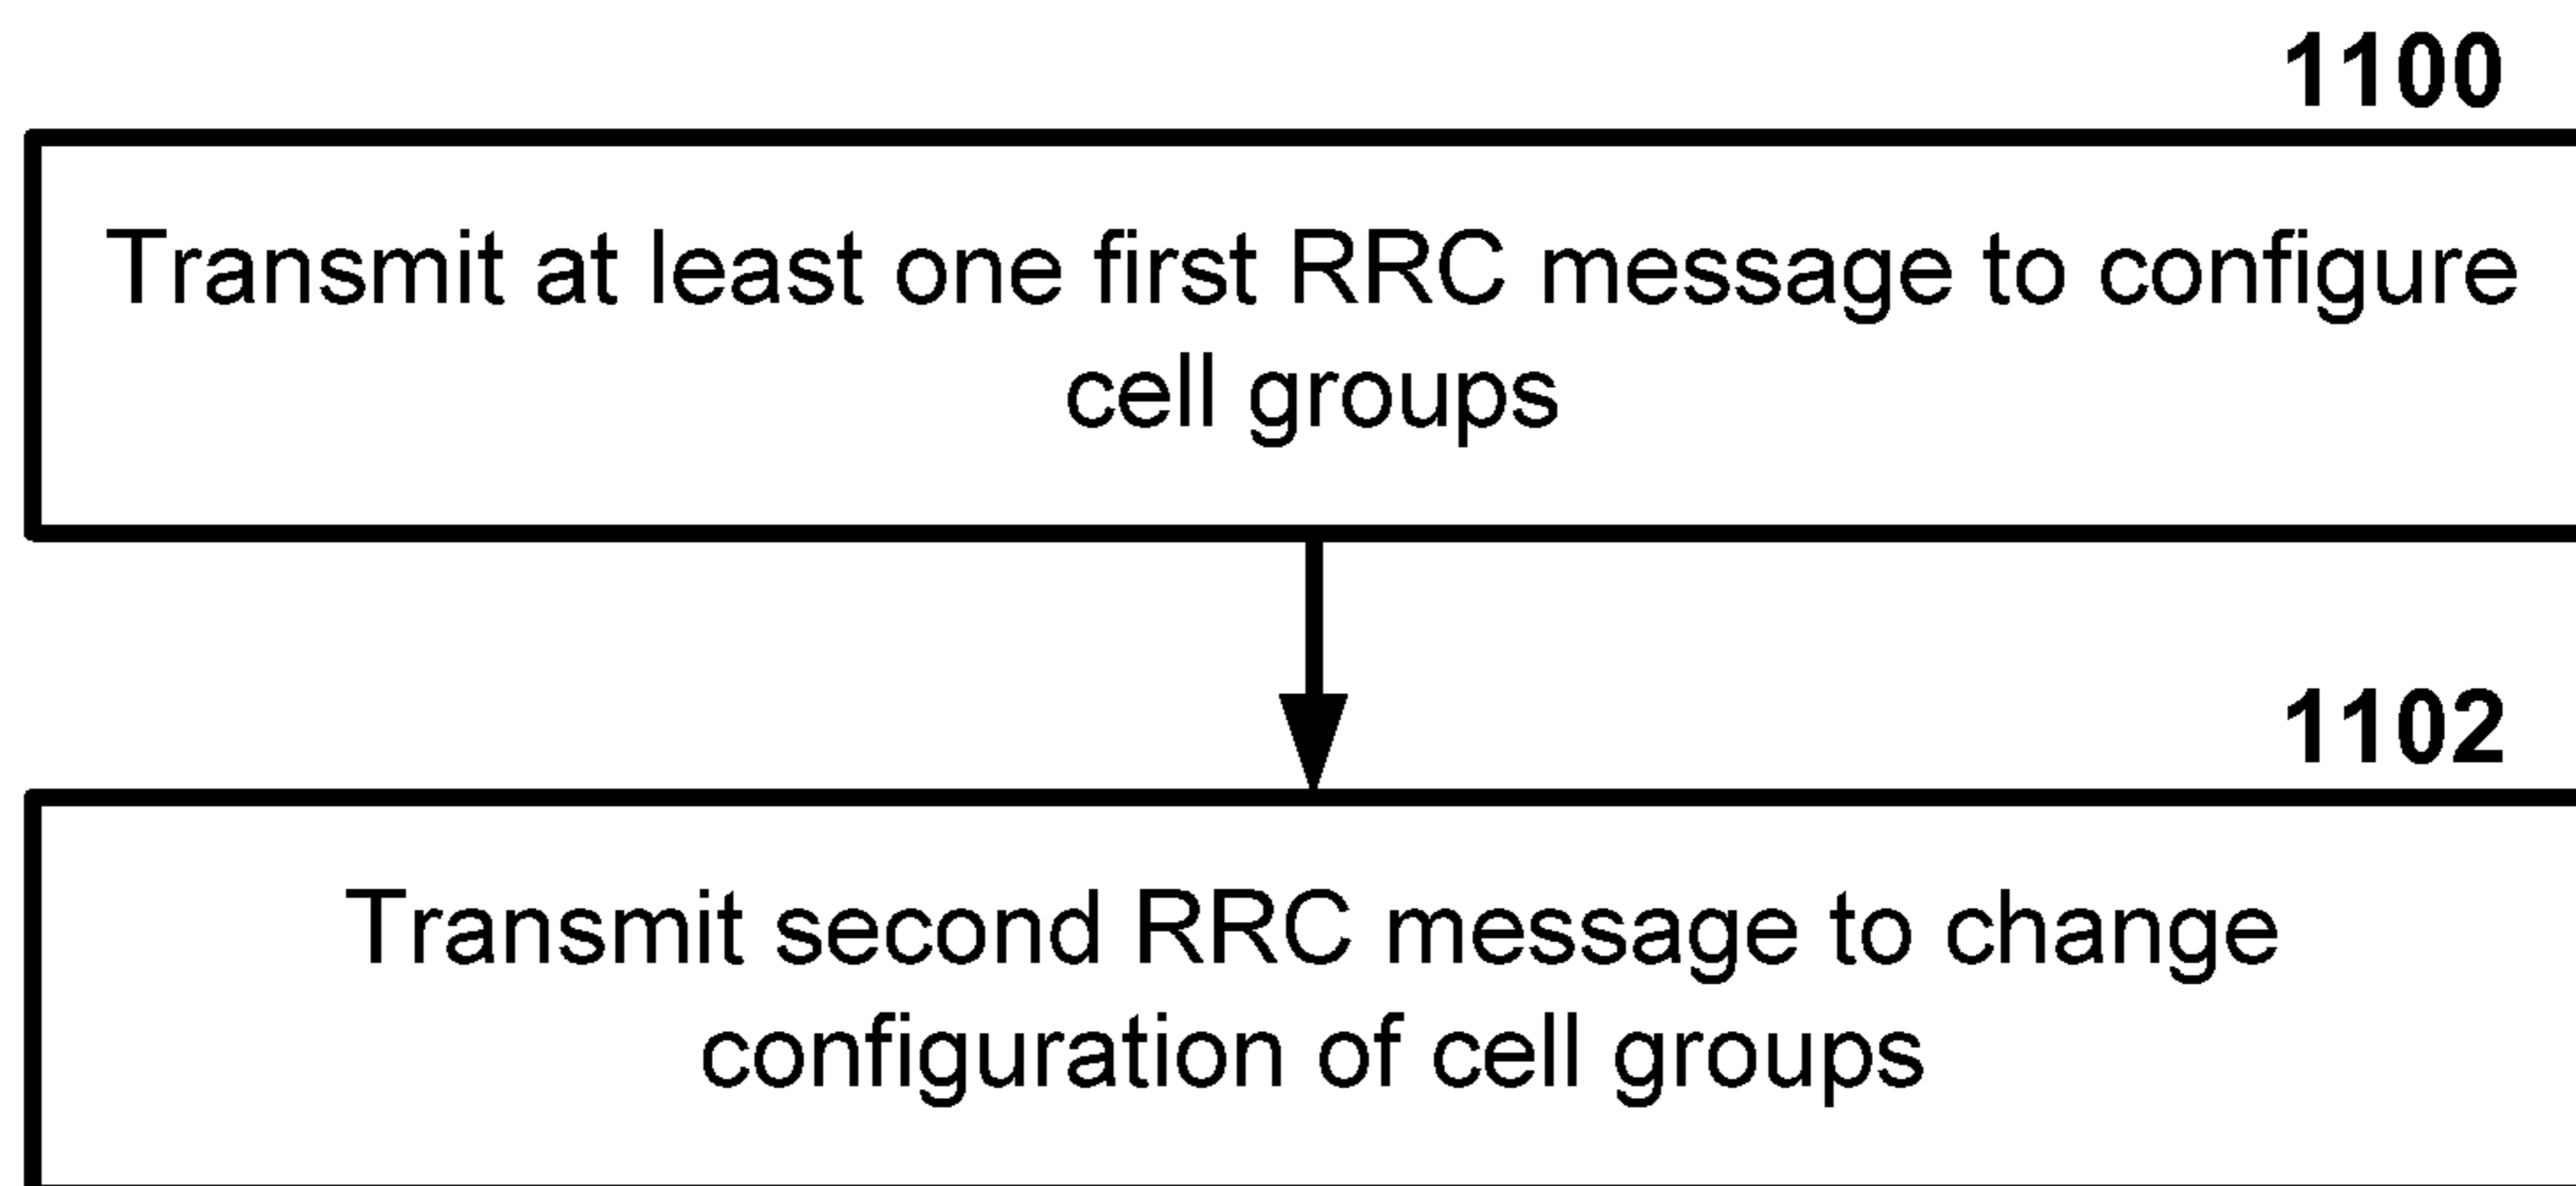 1100
Transmit at least one first RRC message to configure
cell groups
1102
Transmit second RRC message to change
configuration of cell groups